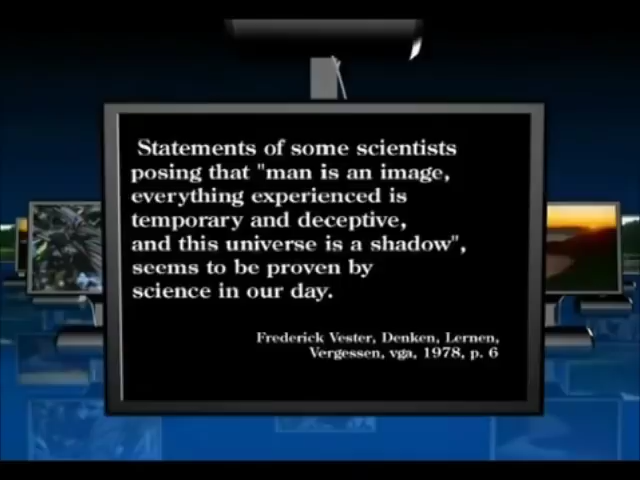 Statements of some scientists
posing that "man is an image,
everything experienced is
temporary and deceptive,
and this universe is a shadow",
seems to be proven by
science in our day.
Frederick Vester, Denken, Lernen,
Vergessen, vga, 1978, p. 6